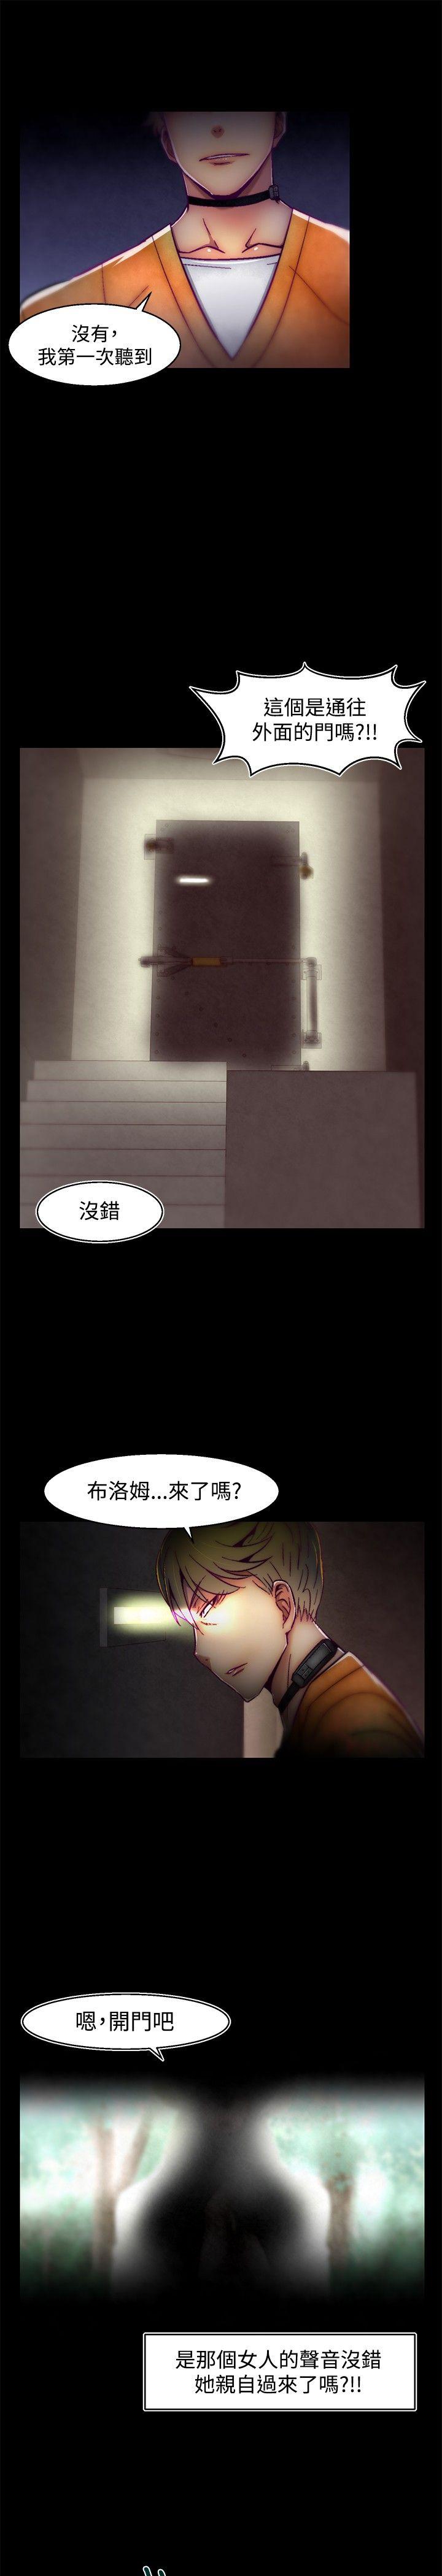 沒有，
我第一次聽到
這個是通往
外面的門嗎?!!
沒錯
布洛姆...來了嗎?
嗯，開門吧
是那個女人的聲音沒錯
她親自過來了嗎?!!